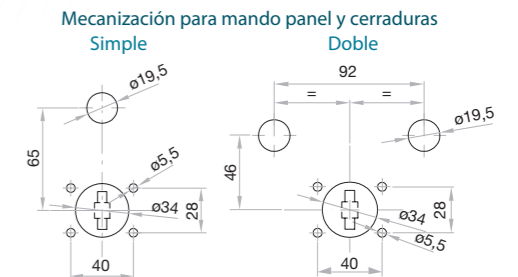 Mecanización para mando panel y cerraduras
Simple
Doble
ø19,5
65
ø5,5
ø34
28
40
92
=
=
ø19,5
46
ø34
28
ø5,5
40